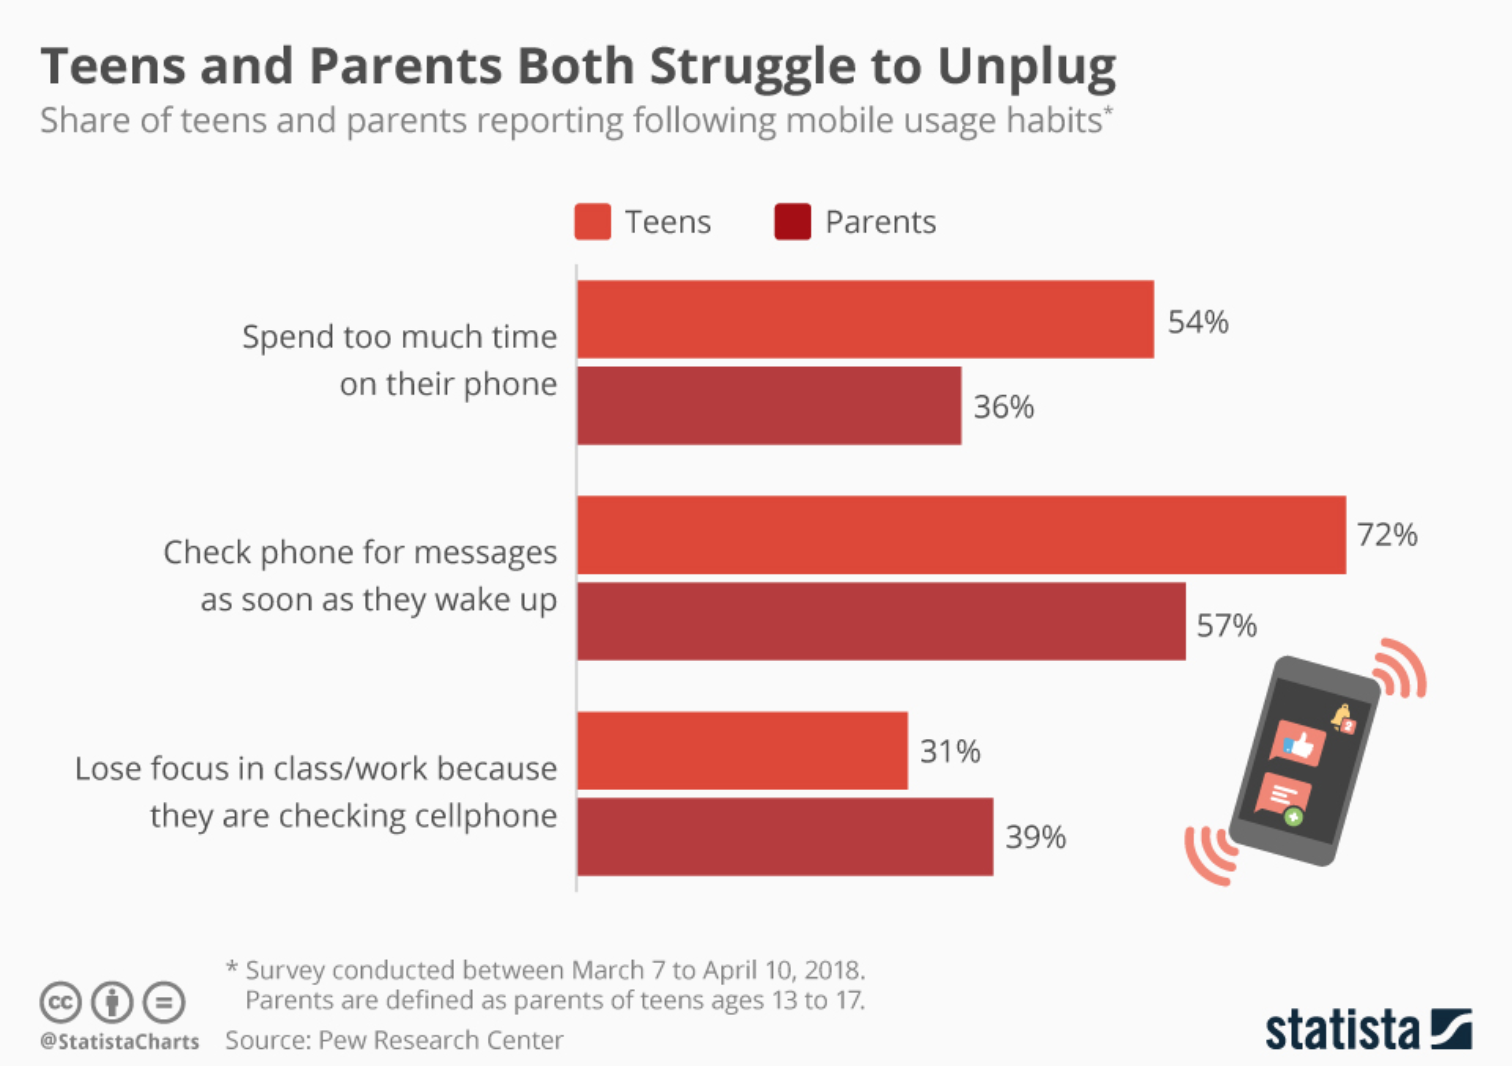 Teens and Parents Both Struggle to Unplug
Share of teens and parents reporting following mobile usage habits*
Teens
Parents
Spend too much time
on their phone
54%
36%
Check phone for messages
as soon as they wake up
72%
57%
Lose focus in class/work because
they are checking cellphone
31%
39%
2
* Survey conducted between March 7 to April 10, 2018.
Parents are defined as parents of teens ages 13 to 17.
cc
@StatistaCharts
Source: Pew Research Center
statista